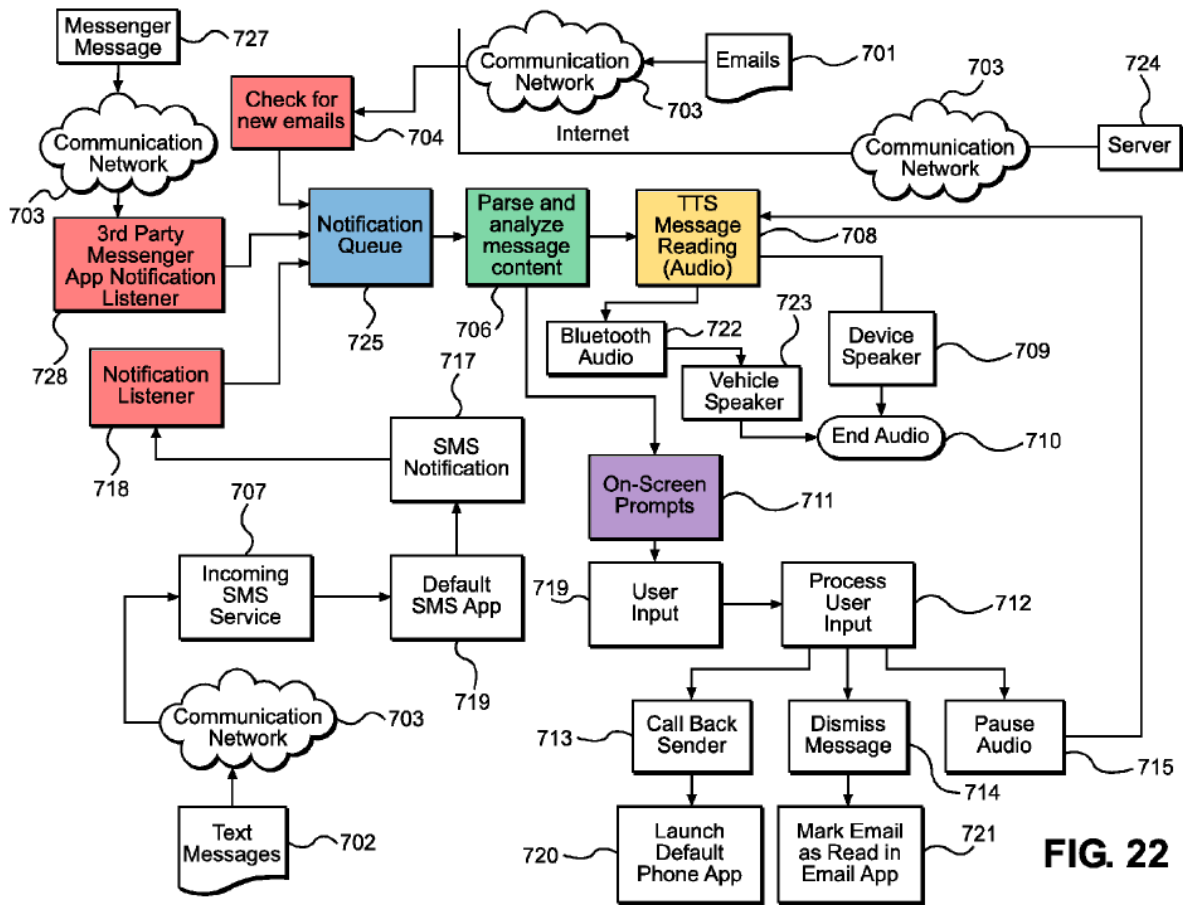 Messenger
Message
727
Communication
Network
703
3rd Party
Messenger
App Notification
Listener
728
Check for
new emails
704
Communication
Network
703
Emails
701
Internet
703
Communication
Network
724
Server
Notification
Queue
725
Parse and
analyze
message
content
706
TTS
Message
Reading
(Audio)
708
Bluetooth
Audio
722
723
Vehicle
Speaker
Device
Speaker
709
End Audio
710
Notification
Listener
718
717
SMS
Notification
707
Incoming
SMS
Service
Default
SMS App
719
Communication
Network
703
Text
Messages
702
On-Screen
Prompts
711
719
User
Input
Process
User
Input
712
713
Call Back
Sender
Dismiss
Message
714
Pause
Audio
715
720
Launch
Default
Phone App
Mark Email
as Read in
Email App
721
FIG. 22